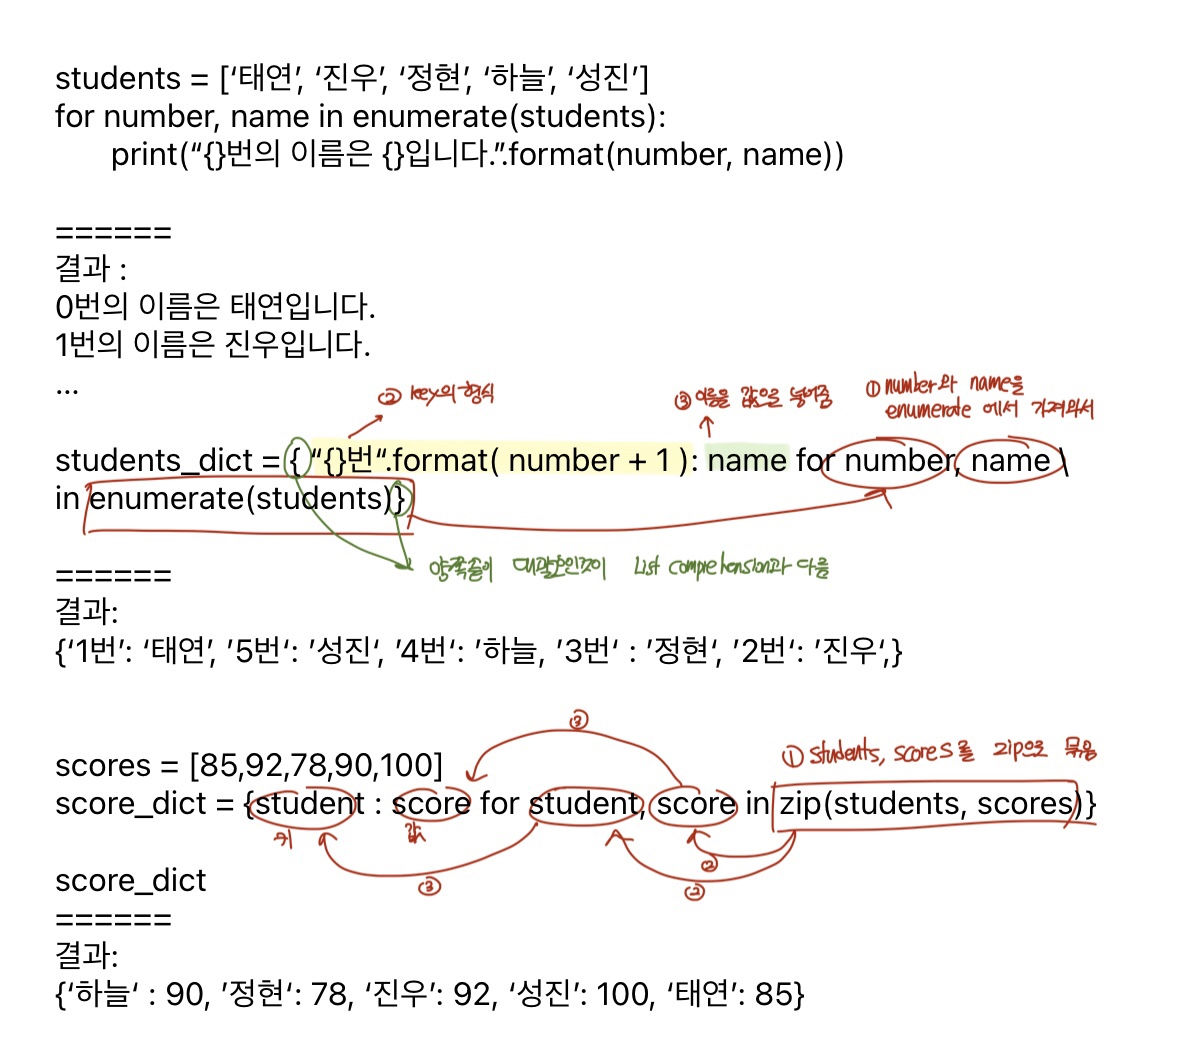 students = [‘태연’, ‘진우’, ‘정현’, ‘하늘’, ‘성진’]
for number, name in enumerate(students):
print(“{}번의 이름은 {}입니다.”.format(number, name))
======
결과 :
0번의 이름은 태연입니다.
1번의 이름은 진우입니다.
...
② key의 형식
③ 이름을 값으로 넣어줌
① number와 name을
enumerate 에서 가져와서
students_dict = { “{}번“.format( number + 1 ): name for number, name \
in enumerate(students)}
양쪽줄이 대괄호인것이 List comprehension과 다름
======
결과:
{‘1번’: ‘태연’, ’5번‘: ’성진‘, ’4번‘: ’하늘, ’3번‘ : ’정현‘, ’2번‘: ’진우‘,}
③
① students, scores를 zip으로 묶음
scores = [85,92,78,90,100]
score_dict = {student : score for student, score in zip(students, scores)}
키 값
②
③ ②
score_dict
======
결과:
{‘하늘‘ : 90, ’정현‘: 78, ‘진우’: 92, ‘성진’: 100, ‘태연’: 85}